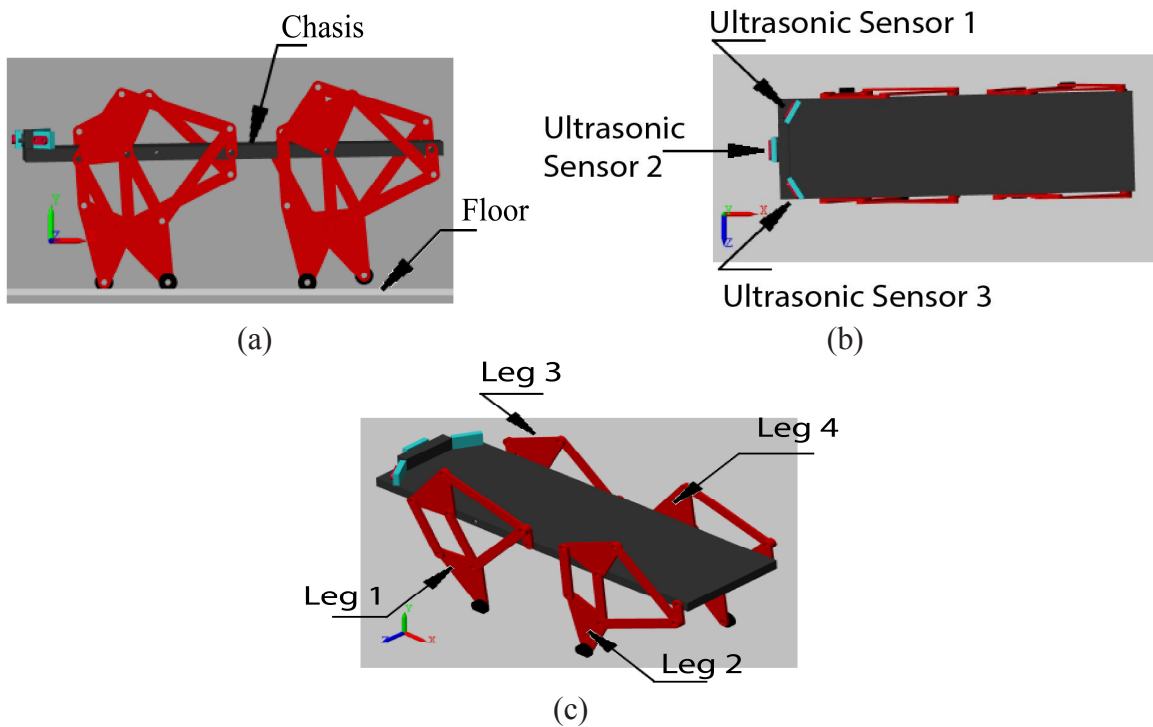 Chasis
Floor
Y
Z
(a)
Ultrasonic Sensor 1
Ultrasonic
Sensor 2
Y
X
Z
Ultrasonic Sensor 3
(b)
Leg 3
Leg 4
Leg 1
Y
Z
X
Leg 2
(c)